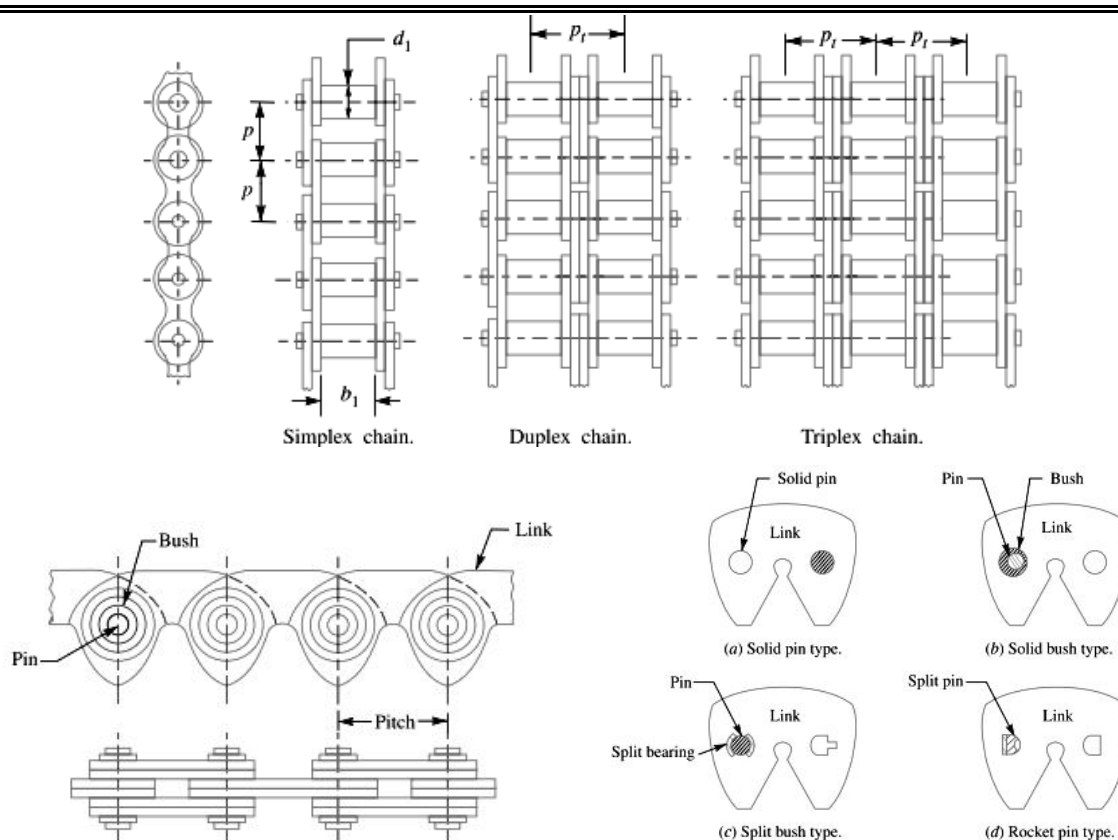 d₁
p
p
b₁
Simplex chain.
pₜ
Duplex chain.
pₜ
pₜ
Triplex chain.
Bush
Link
Pin
Pitch
Solid pin
Link
(a) Solid pin type.
Pin
Bush
Link
(b) Solid bush type.
Pin
Link
Split bearing
(c) Split bush type.
Split pin
Link
(d) Rocket pin type.